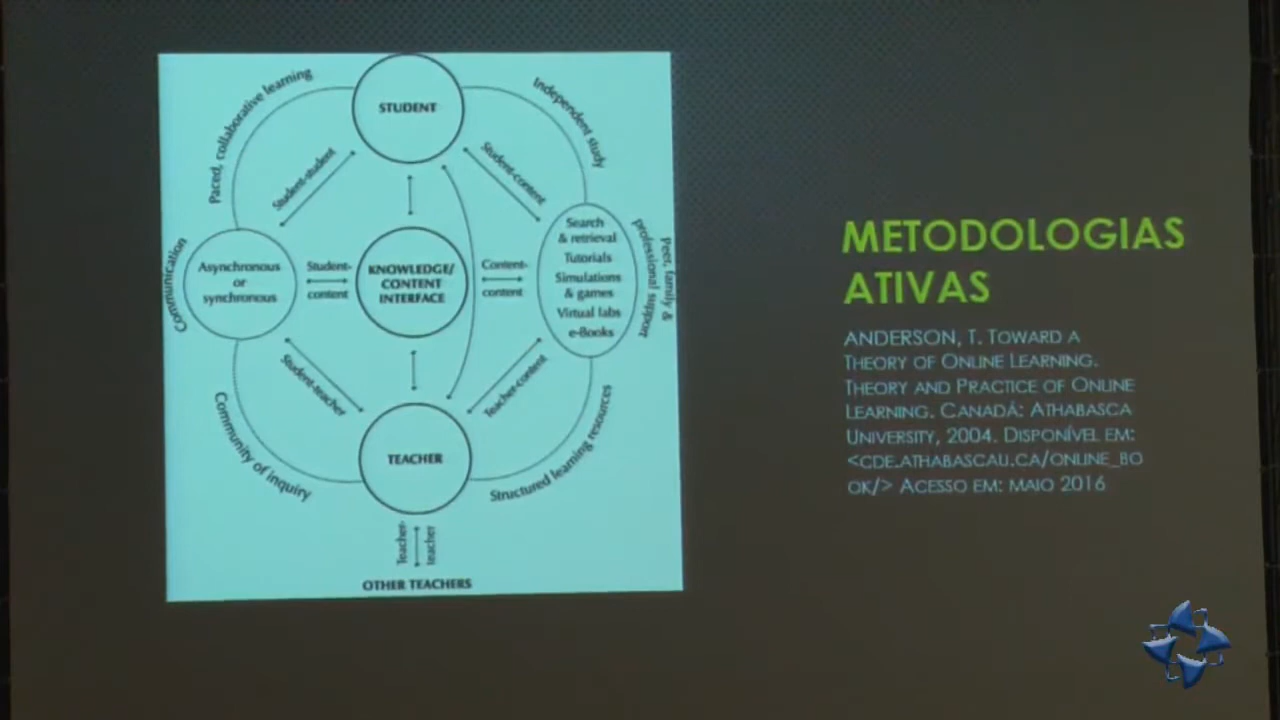 STUDENT
Paced, collaborative learning
Independent study
Student-student
Student-content
Communication
Asynchronous
or
synchronous
Student-
content
KNOWLEDGE/
CONTENT
INTERFACE
Content-
content
Search
& retrieval
Tutorials
Simulations
& games
Virtual labs
e-Books
Peer, family &
professional support
Student-teacher
Teacher-content
Community of inquiry
TEACHER
Structured learning resources
Teacher-
teacher
OTHER TEACHERS
METODOLOGIAS
ATIVAS
ANDERSON, T. TOWARD A
THEORY OF ONLINE LEARNING.
THEORY AND PRACTICE OF ONLINE
LEARNING. CANADÁ: ATHABASCA
UNIVERSITY, 2004. DISPONÍVEL EM:
<CDE.ATHABASCAU.CA/ONLINE_BO
OK/> ACESSO EM: MAIO 2016